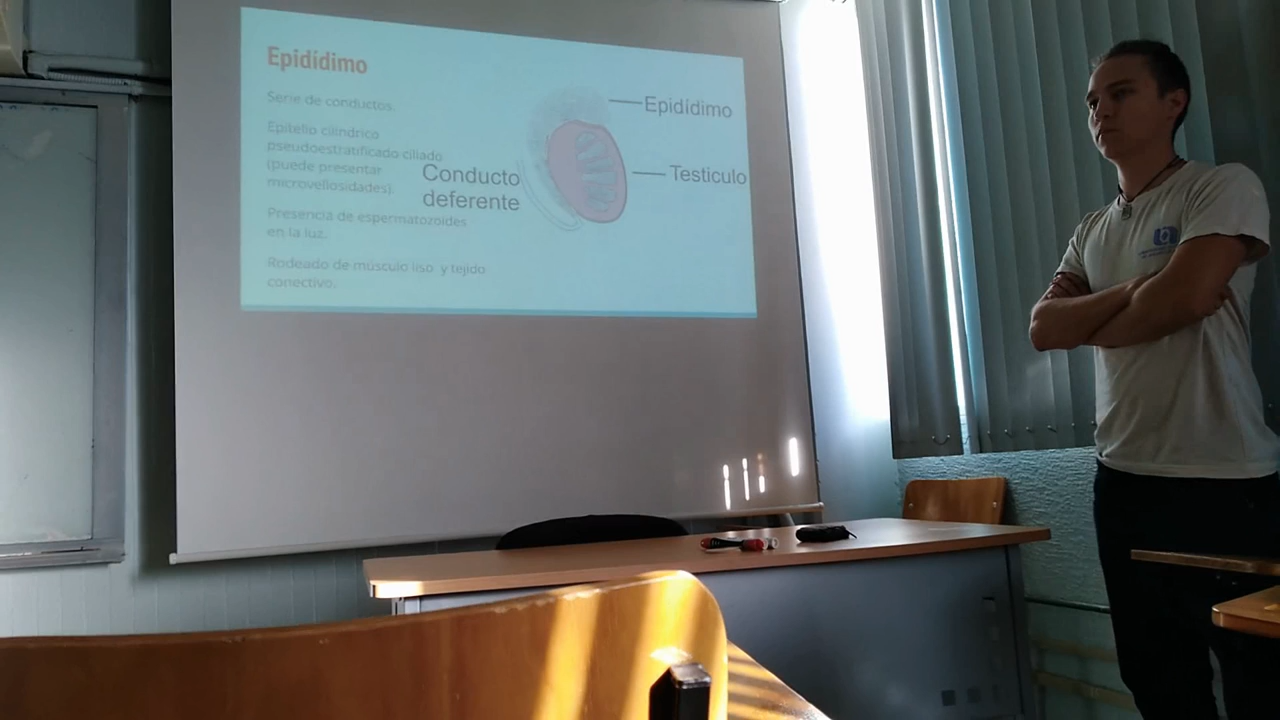 Epidídimo
Serie de conductos.
Epitelio cilíndrico
pseudoestratificado ciliado
(puede presentar
microvellosidades).
Presencia de espermatozoides
en la luz.
Rodeado de músculo liso y tejido
conectivo.
Epidídimo
Testiculo
Conducto
deferente